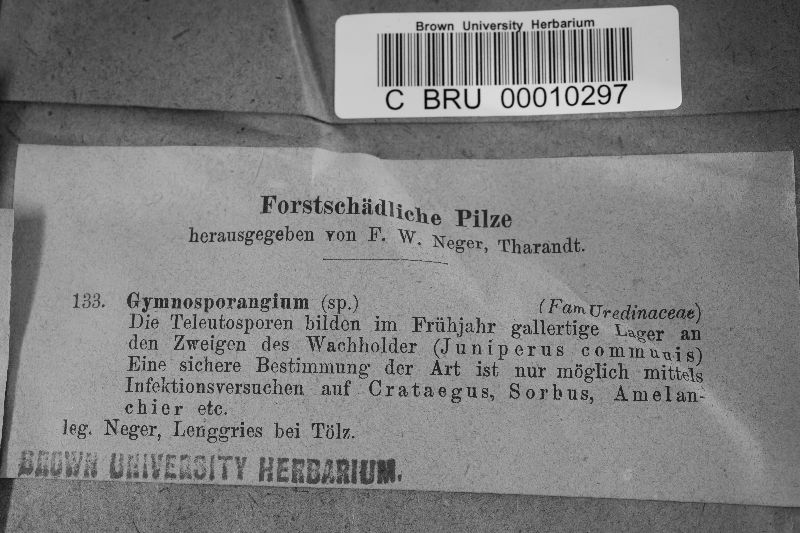 Brown University Herbarium
C BRU 00010297
Forstschädliche Pilze
herausgegeben von F. W. Neger, Tharandt.
133. Gymnosporangium (sp.) (Fam Uredinaceae)
Die Teleutosporen bilden im Frühjahr gallertige Lager an
den Zweigen des Wachholder (Juniperus communis)
Eine sichere Bestimmung der Art ist nur möglich mittels
Infektionsversuchen auf Crataegus, Sorbus, Amelan-
chier etc.
leg. Neger, Lenggries bei Tölz.
BROWN UNIVERSITY HERBARIUM.